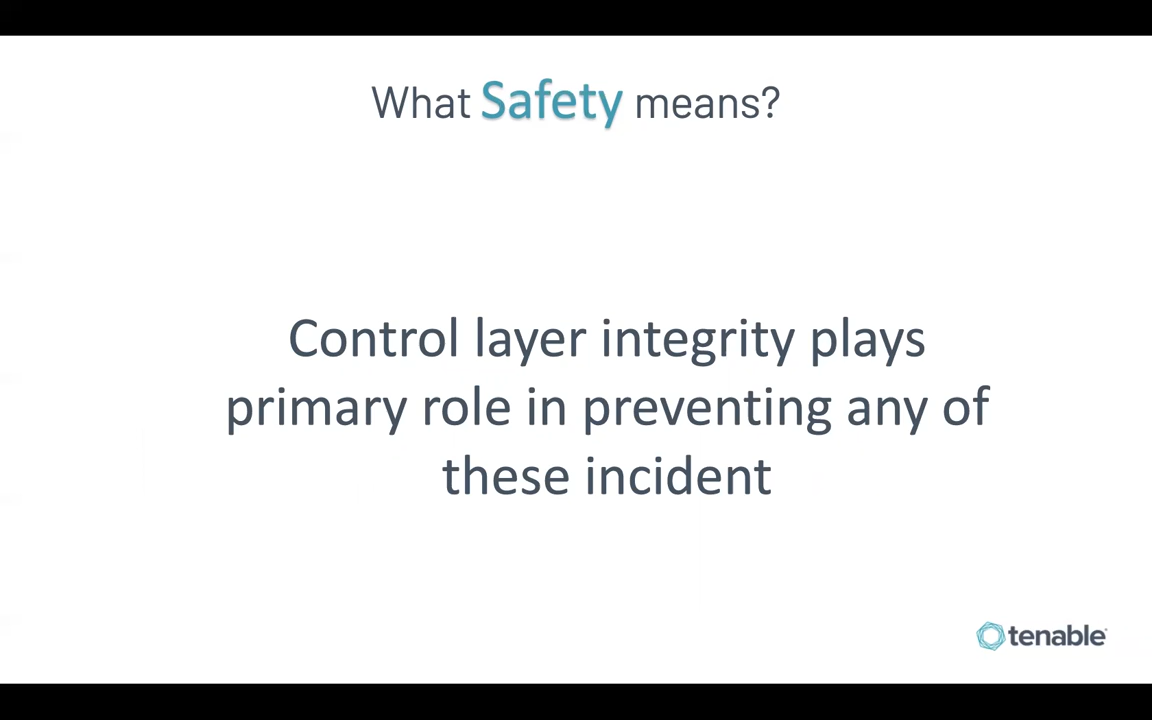 What Safety means?
Control layer integrity plays
primary role in preventing any of
these incident
tenable